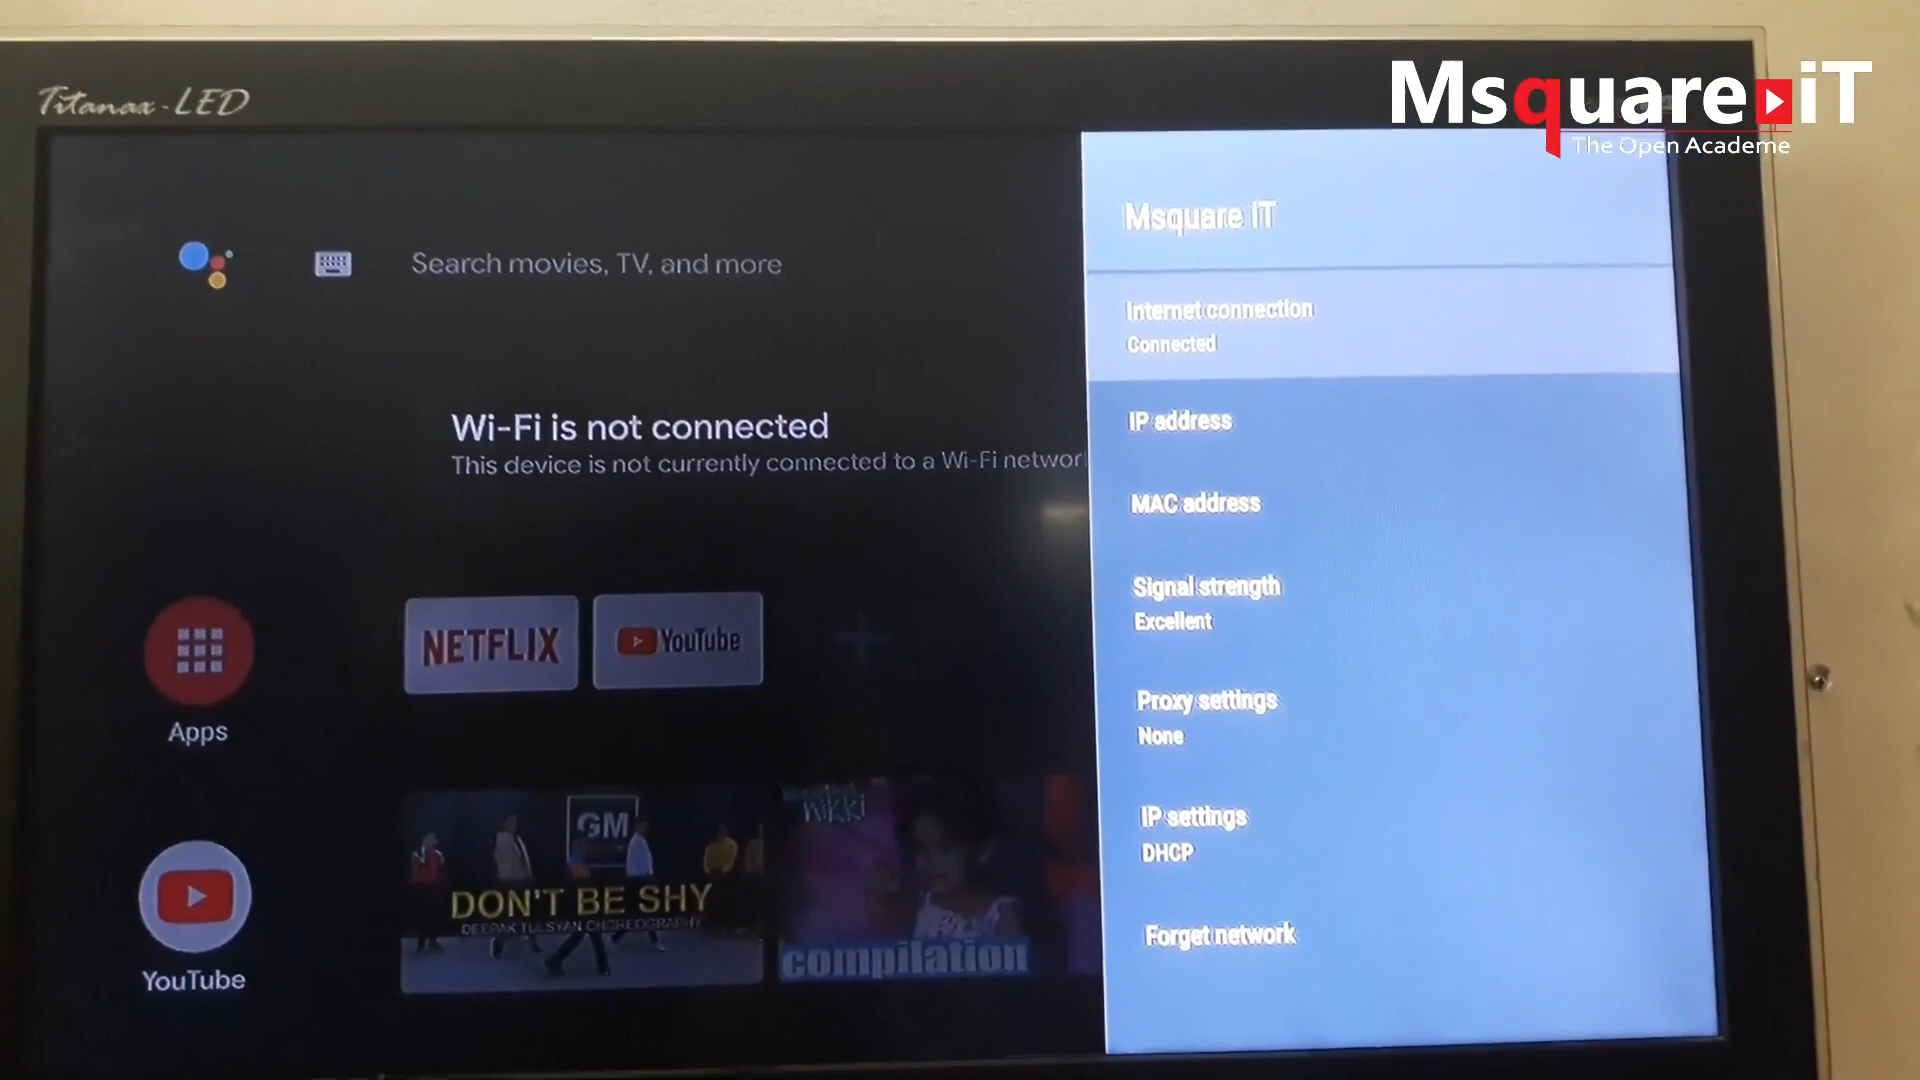 Titanax-LED
Msquare iT
The Open Academe
Search movies, TV, and more
Wi-Fi is not connected
This device is not currently connected to a Wi-Fi networ
NETFLIX
YouTube
Apps
GM
DON'T BE SHY
DEEPAK TULSYAN CHOREOGRAPHY
nikki
compilation
YouTube
Msquare iT
Internet connection
Connected
IP address
MAC address
Signal strength
Excellent
Proxy settings
None
IP settings
DHCP
Forget network